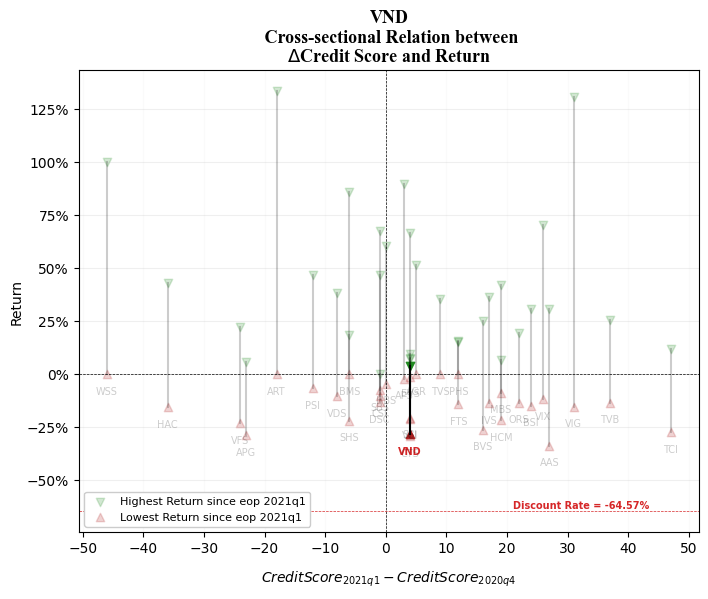 VND
Cross-sectional Relation between
ΔCredit Score and Return
Return
125%
100%
75%
50%
25%
0%
−25%
−50%
WSS
HAC
VFS
APG
ART
PSI
VDS
BMS
SHS
DSC
TVS
SPHS
FTS
BVS
IVS
MBS
HCM
ORS
BSI
VIX
AAS
VIG
TVB
TCI
VND
Discount Rate = -64.57%
Highest Return since eop 2021q1
Lowest Return since eop 2021q1
−50 −40 −30 −20 −10 0 10 20 30 40 50
CreditScore2021q1 − CreditScore2020q4